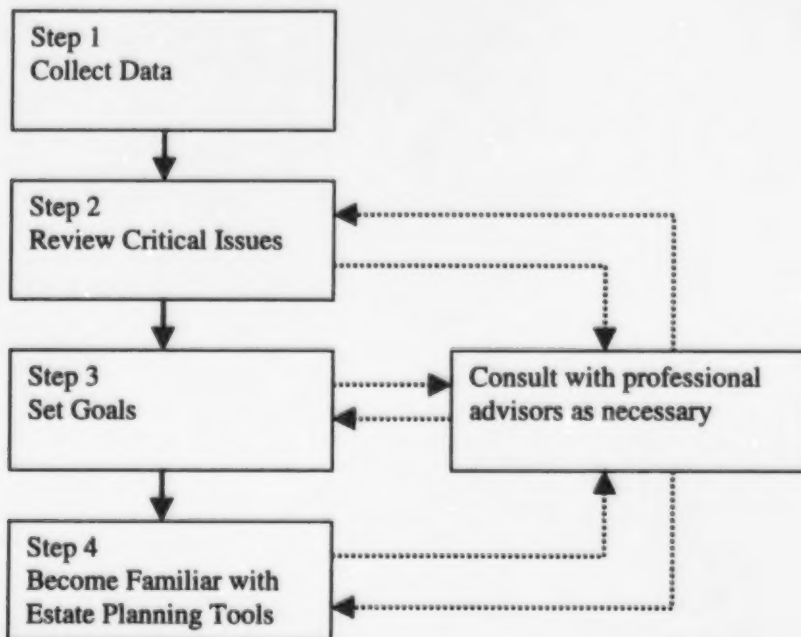 Step 1
Collect Data
Step 2
Review Critical Issues
Step 3
Set Goals
Consult with professional
advisors as necessary
Step 4
Become Familiar with
Estate Planning Tools